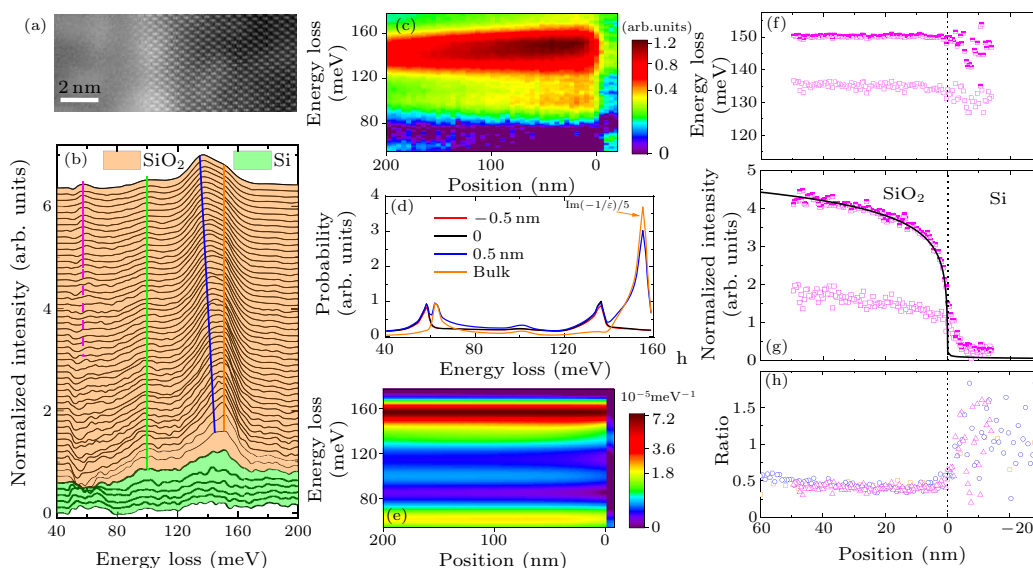 (a)
2 nm
(b)
SiO₂
Si
6
4
2
0
Normalized intensity (arb. units)
40
80
120
160
200
Energy loss (meV)
(c)
160
120
80
Energy loss
(meV)
200
100
0
Position (nm)
(arb.units)
1.2
0.8
0.4
0
(d)
4
3
2
1
0
Probability
(arb. units)
−0.5 nm
0
0.5 nm
Bulk
Im(−1/ε)/5
40
80
120
160
Energy loss (meV)
h
(e)
160
120
80
Energy loss
(meV)
200
100
0
Position (nm)
10⁻⁵meV⁻¹
7.2
3.6
1.8
0
(f)
150
140
130
120
Energy loss
(meV)
(g)
5
4
3
2
1
0
Normalized intensity
(arb. units)
SiO₂
Si
(h)
1.5
1.0
0.5
0
Ratio
60
40
20
0
−20
Position (nm)